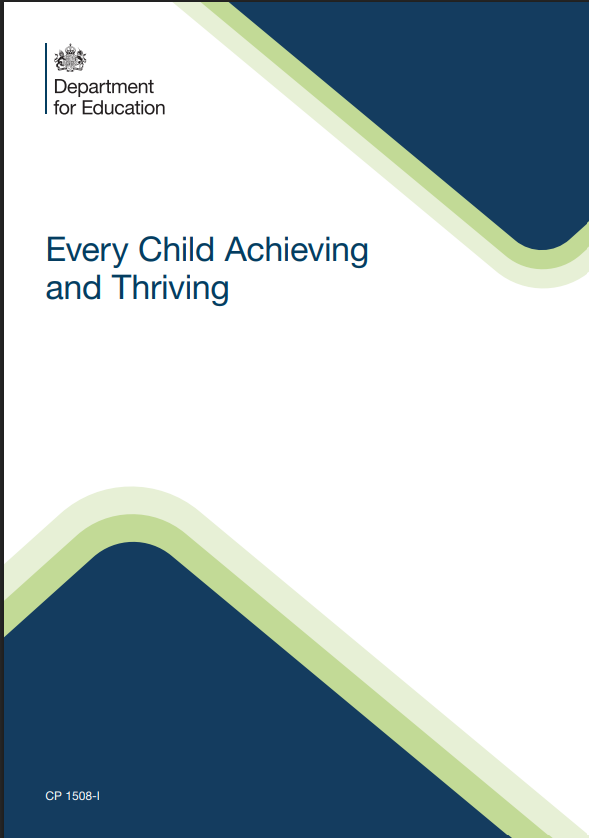 Department
for Education
Every Child Achieving
and Thriving
CP 1508-I